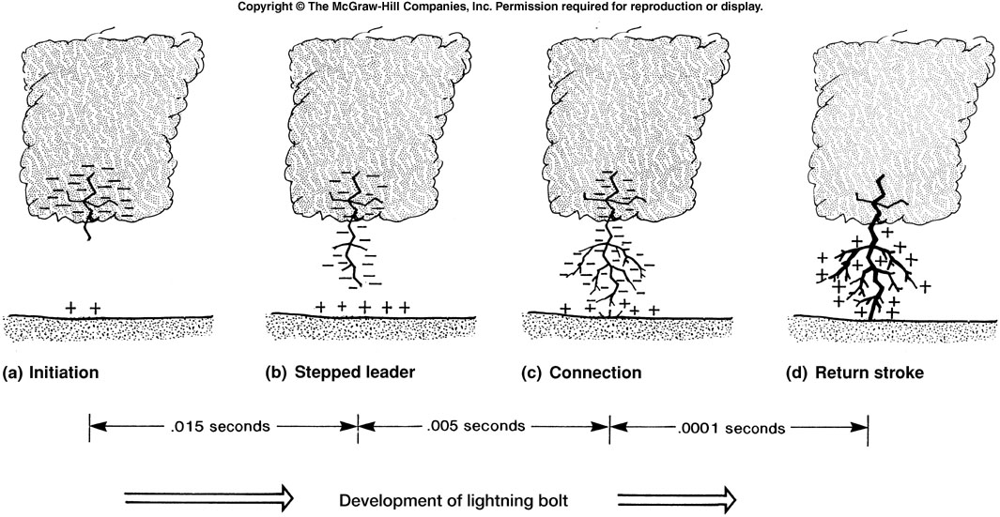 Copyright © The McGraw-Hill Companies, Inc. Permission required for reproduction or display.
(a) Initiation
(b) Stepped leader
(c) Connection
(d) Return stroke
.015 seconds
.005 seconds
.0001 seconds
Development of lightning bolt